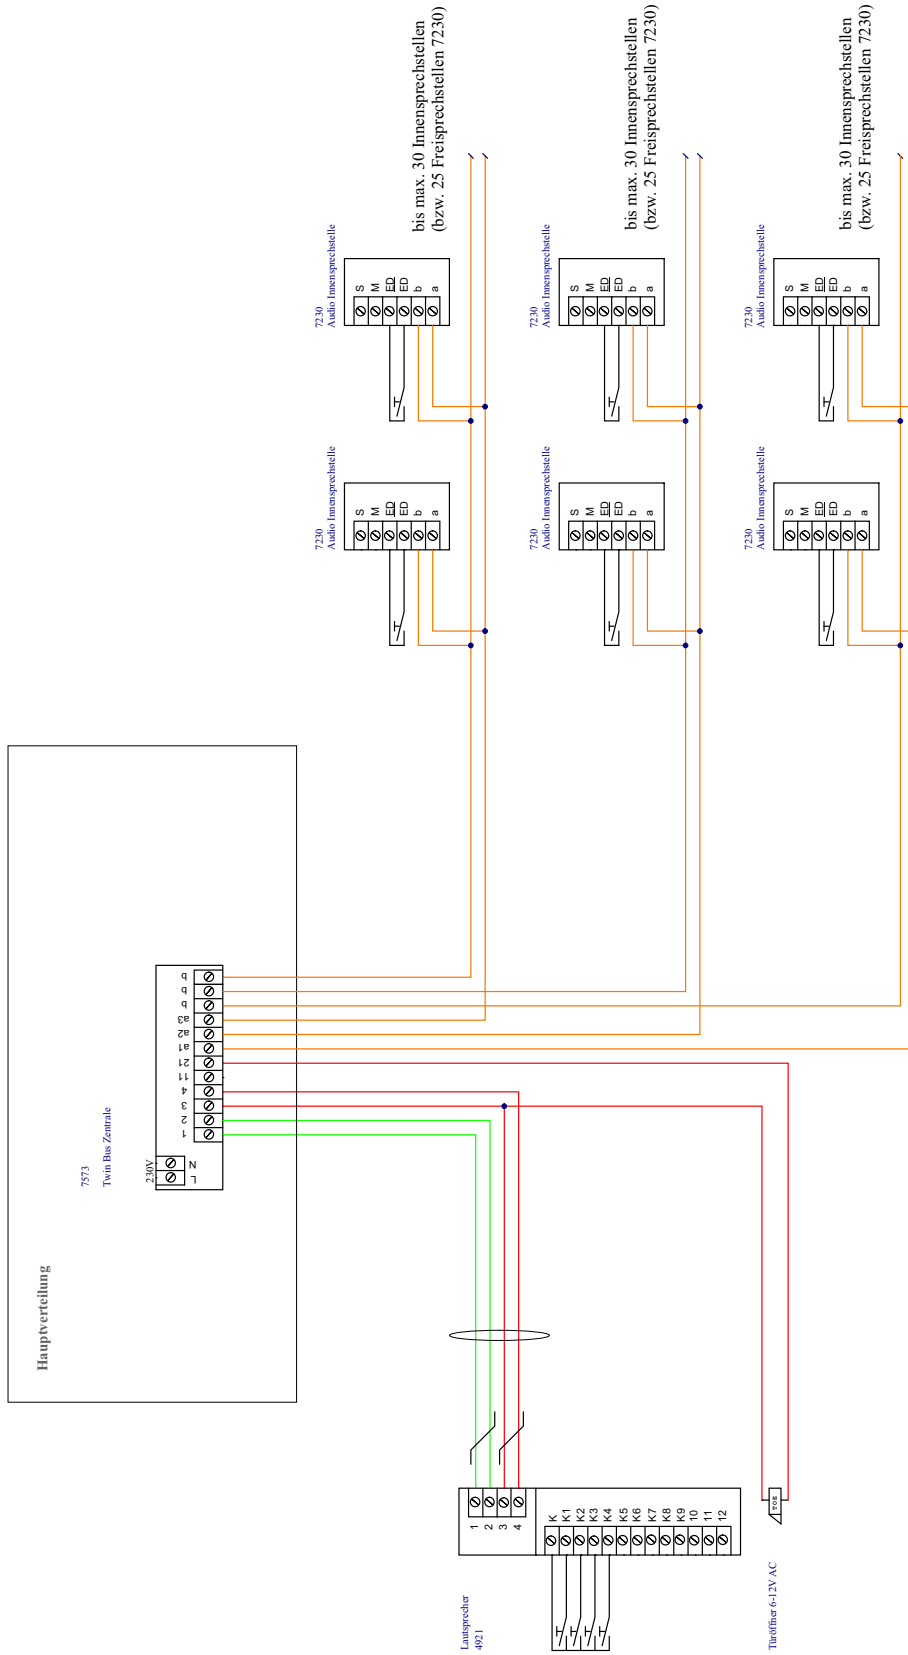 Hauptverteilung
7573
Twin Bus Zentrale
230V
L
N
1
2
3
4
11
21
a1
a2
a3
b
b
b
Lautsprecher
4921
1
2
3
4
K
K1
K2
K3
K4
K5
K6
K7
K8
K9
10
11
12
Türöffner 6-12V AC
TOE
7230
Audio Innensprechstelle
S
M
ED
ED
b
a
7230
Audio Innensprechstelle
S
M
ED
ED
b
a
bis max. 30 Innensprechstellen
(bzw. 25 Freisprechstellen 7230)
7230
Audio Innensprechstelle
S
M
ED
ED
b
a
7230
Audio Innensprechstelle
S
M
ED
ED
b
a
bis max. 30 Innensprechstellen
(bzw. 25 Freisprechstellen 7230)
7230
Audio Innensprechstelle
S
M
ED
ED
b
a
7230
Audio Innensprechstelle
S
M
ED
ED
b
a
bis max. 30 Innensprechstellen
(bzw. 25 Freisprechstellen 7230)